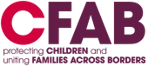 CFAB
protecting CHILDREN and
uniting FAMILIES ACROSS BORDERS